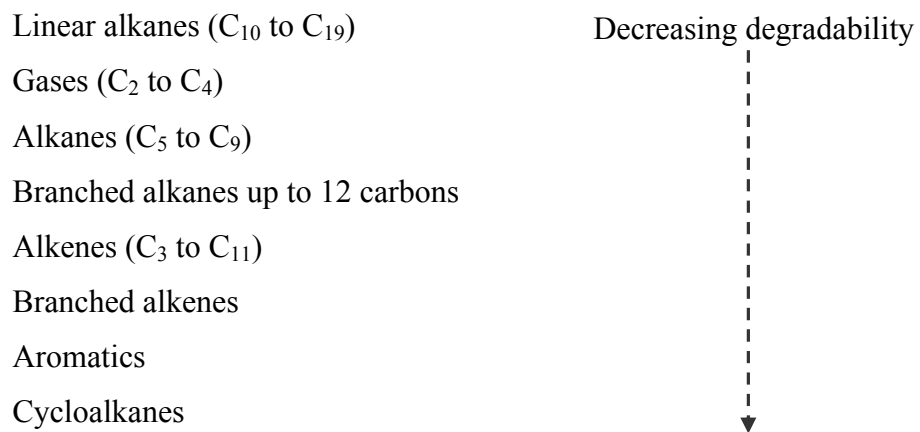 Linear alkanes (C₁₀ to C₁₉) Decreasing degradability
Gases (C₂ to C₄)
Alkanes (C₅ to C₉)
Branched alkanes up to 12 carbons
Alkenes (C₃ to C₁₁)
Branched alkenes
Aromatics
Cycloalkanes